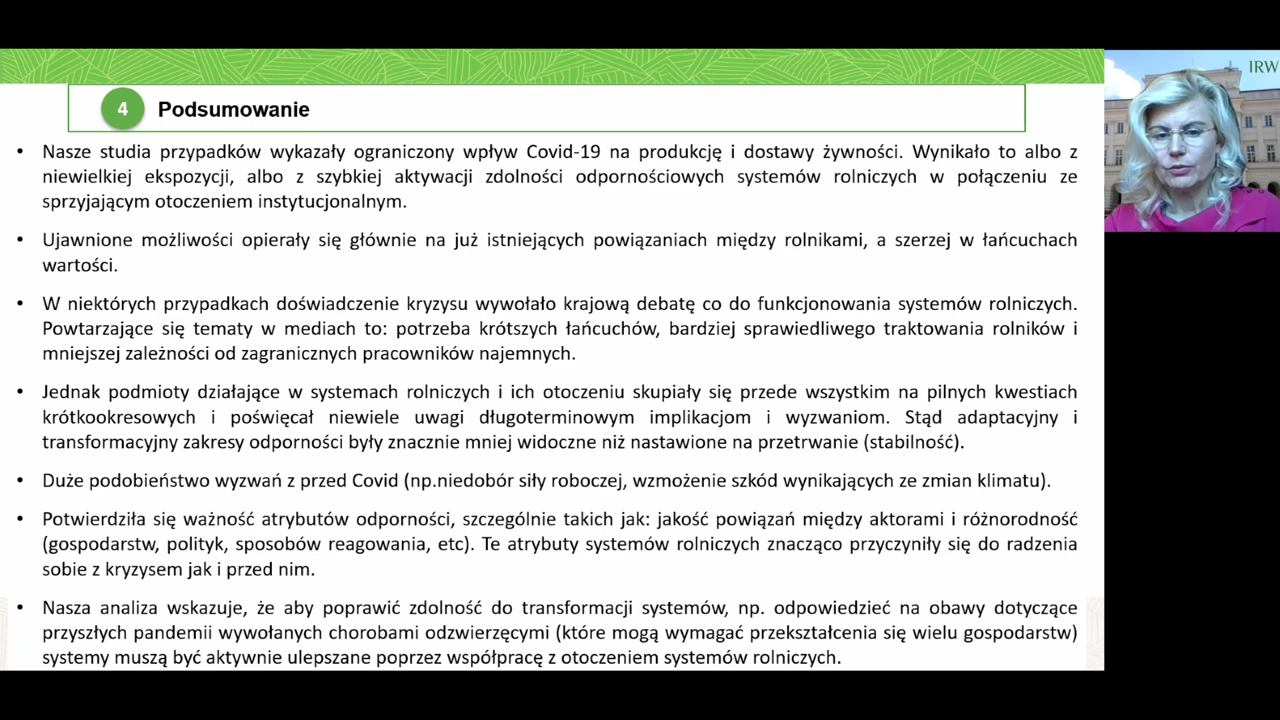 4 Podsumowanie
IRW
• Nasze studia przypadków wykazały ograniczony wpływ Covid-19 na produkcję i dostawy żywności. Wynikało to albo z
niewielkiej ekspozycji, albo z szybkiej aktywacji zdolności odpornościowych systemów rolniczych w połączeniu ze
sprzyjającym otoczeniem instytucjonalnym.
• Ujawnione możliwości opierały się głównie na już istniejących powiązaniach między rolnikami, a szerzej w łańcuchach
wartości.
• W niektórych przypadkach doświadczenie kryzysu wywołało krajową debatę co do funkcjonowania systemów rolniczych.
Powtarzające się tematy w mediach to: potrzeba krótszych łańcuchów, bardziej sprawiedliwego traktowania rolników i
mniejszej zależności od zagranicznych pracowników najemnych.
• Jednak podmioty działające w systemach rolniczych i ich otoczeniu skupiały się przede wszystkim na pilnych kwestiach
krótkookresowych i poświęcał niewiele uwagi długoterminowym implikacjom i wyzwaniom. Stąd adaptacyjny i
transformacyjny zakresy odporności były znacznie mniej widoczne niż nastawione na przetrwanie (stabilność).
• Duże podobieństwo wyzwań z przed Covid (np.niedobór siły roboczej, wzmożenie szkód wynikających ze zmian klimatu).
• Potwierdziła się ważność atrybutów odporności, szczególnie takich jak: jakość powiązań między aktorami i różnorodność
(gospodarstw, polityk, sposobów reagowania, etc). Te atrybuty systemów rolniczych znacząco przyczyniły się do radzenia
sobie z kryzysem jak i przed nim.
• Nasza analiza wskazuje, że aby poprawić zdolność do transformacji systemów, np. odpowiedzieć na obawy dotyczące
przyszłych pandemii wywołanych chorobami odzwierzęcymi (które mogą wymagać przekształcenia się wielu gospodarstw)
systemy muszą być aktywnie ulepszane poprzez współpracę z otoczeniem systemów rolniczych.